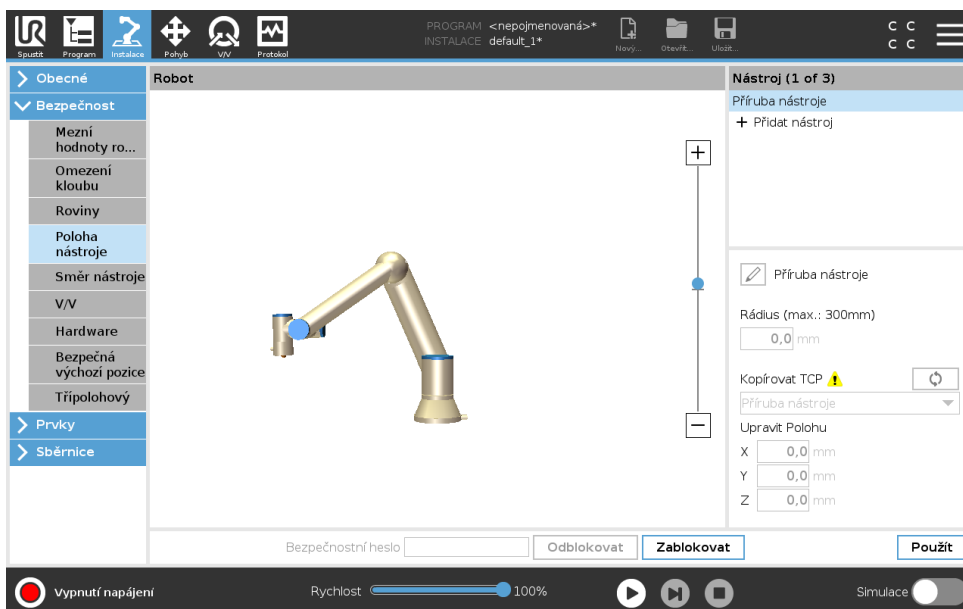 UR
Spustit
Program
Instalace
Pohyb
V/V
Protokol
PROGRAM <nepojmenovaná>*
INSTALACE default_1*
Nový...
Otevřít...
Uložit...
C C
C C
Obecné
Bezpečnost
Mezní
hodnoty ro...
Omezení
kloubu
Roviny
Poloha
nástroje
Směr nástroje
V/V
Hardware
Bezpečná
výchozí pozice
Třípolohový
Prvky
Sběrnice
Robot
Nástroj (1 of 3)
Příruba nástroje
+ Přidat nástroj
Příruba nástroje
Rádius (max.: 300mm)
0,0 mm
Kopírovat TCP
Příruba nástroje
Upravit Polohu
X 0,0 mm
Y 0,0 mm
Z 0,0 mm
Bezpečnostní heslo
Odblokovat
Zablokovat
Použít
Vypnutí napájení
Rychlost 100%
Simulace